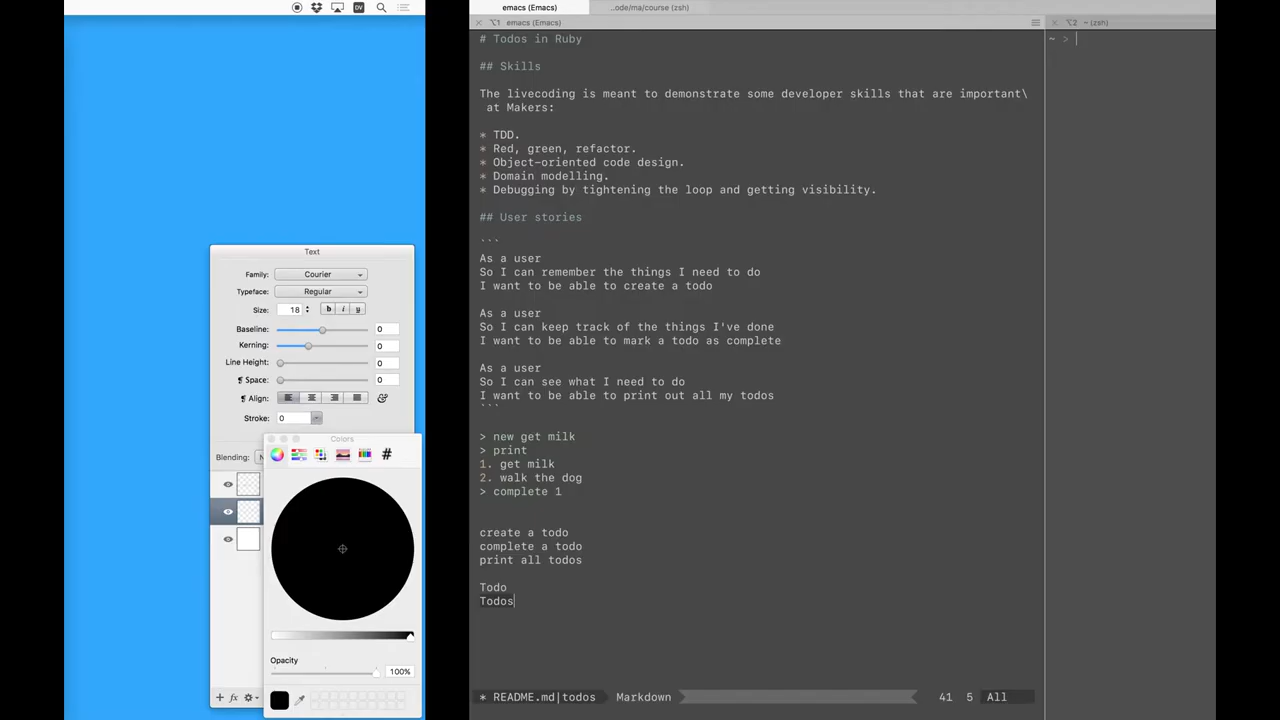 DV
Text
Family:
Courier
Typeface:
Regular
Size:
18
b
i
u
Baseline:
0
Kerning:
0
Line Height:
0
¶ Space:
0
¶ Align:
Stroke:
0
Blending:
N
Colors
#
Opacity
100%
+ fx
emacs (Emacs)
..ode/ma/course (zsh)
× ⌥1 emacs (Emacs)
× ⌥2 ~ (zsh)
# Todos in Ruby
## Skills
The livecoding is meant to demonstrate some developer skills that are important\
at Makers:
* TDD.
* Red, green, refactor.
* Object-oriented code design.
* Domain modelling.
* Debugging by tightening the loop and getting visibility.
## User stories
```
As a user
So I can remember the things I need to do
I want to be able to create a todo
As a user
So I can keep track of the things I've done
I want to be able to mark a todo as complete
As a user
So I can see what I need to do
I want to be able to print out all my todos
```
> new get milk
> print
1. get milk
2. walk the dog
> complete 1
create a todo
complete a todo
print all todos
Todo
Todos
* README.md|todos Markdown 41 5 All
~ >